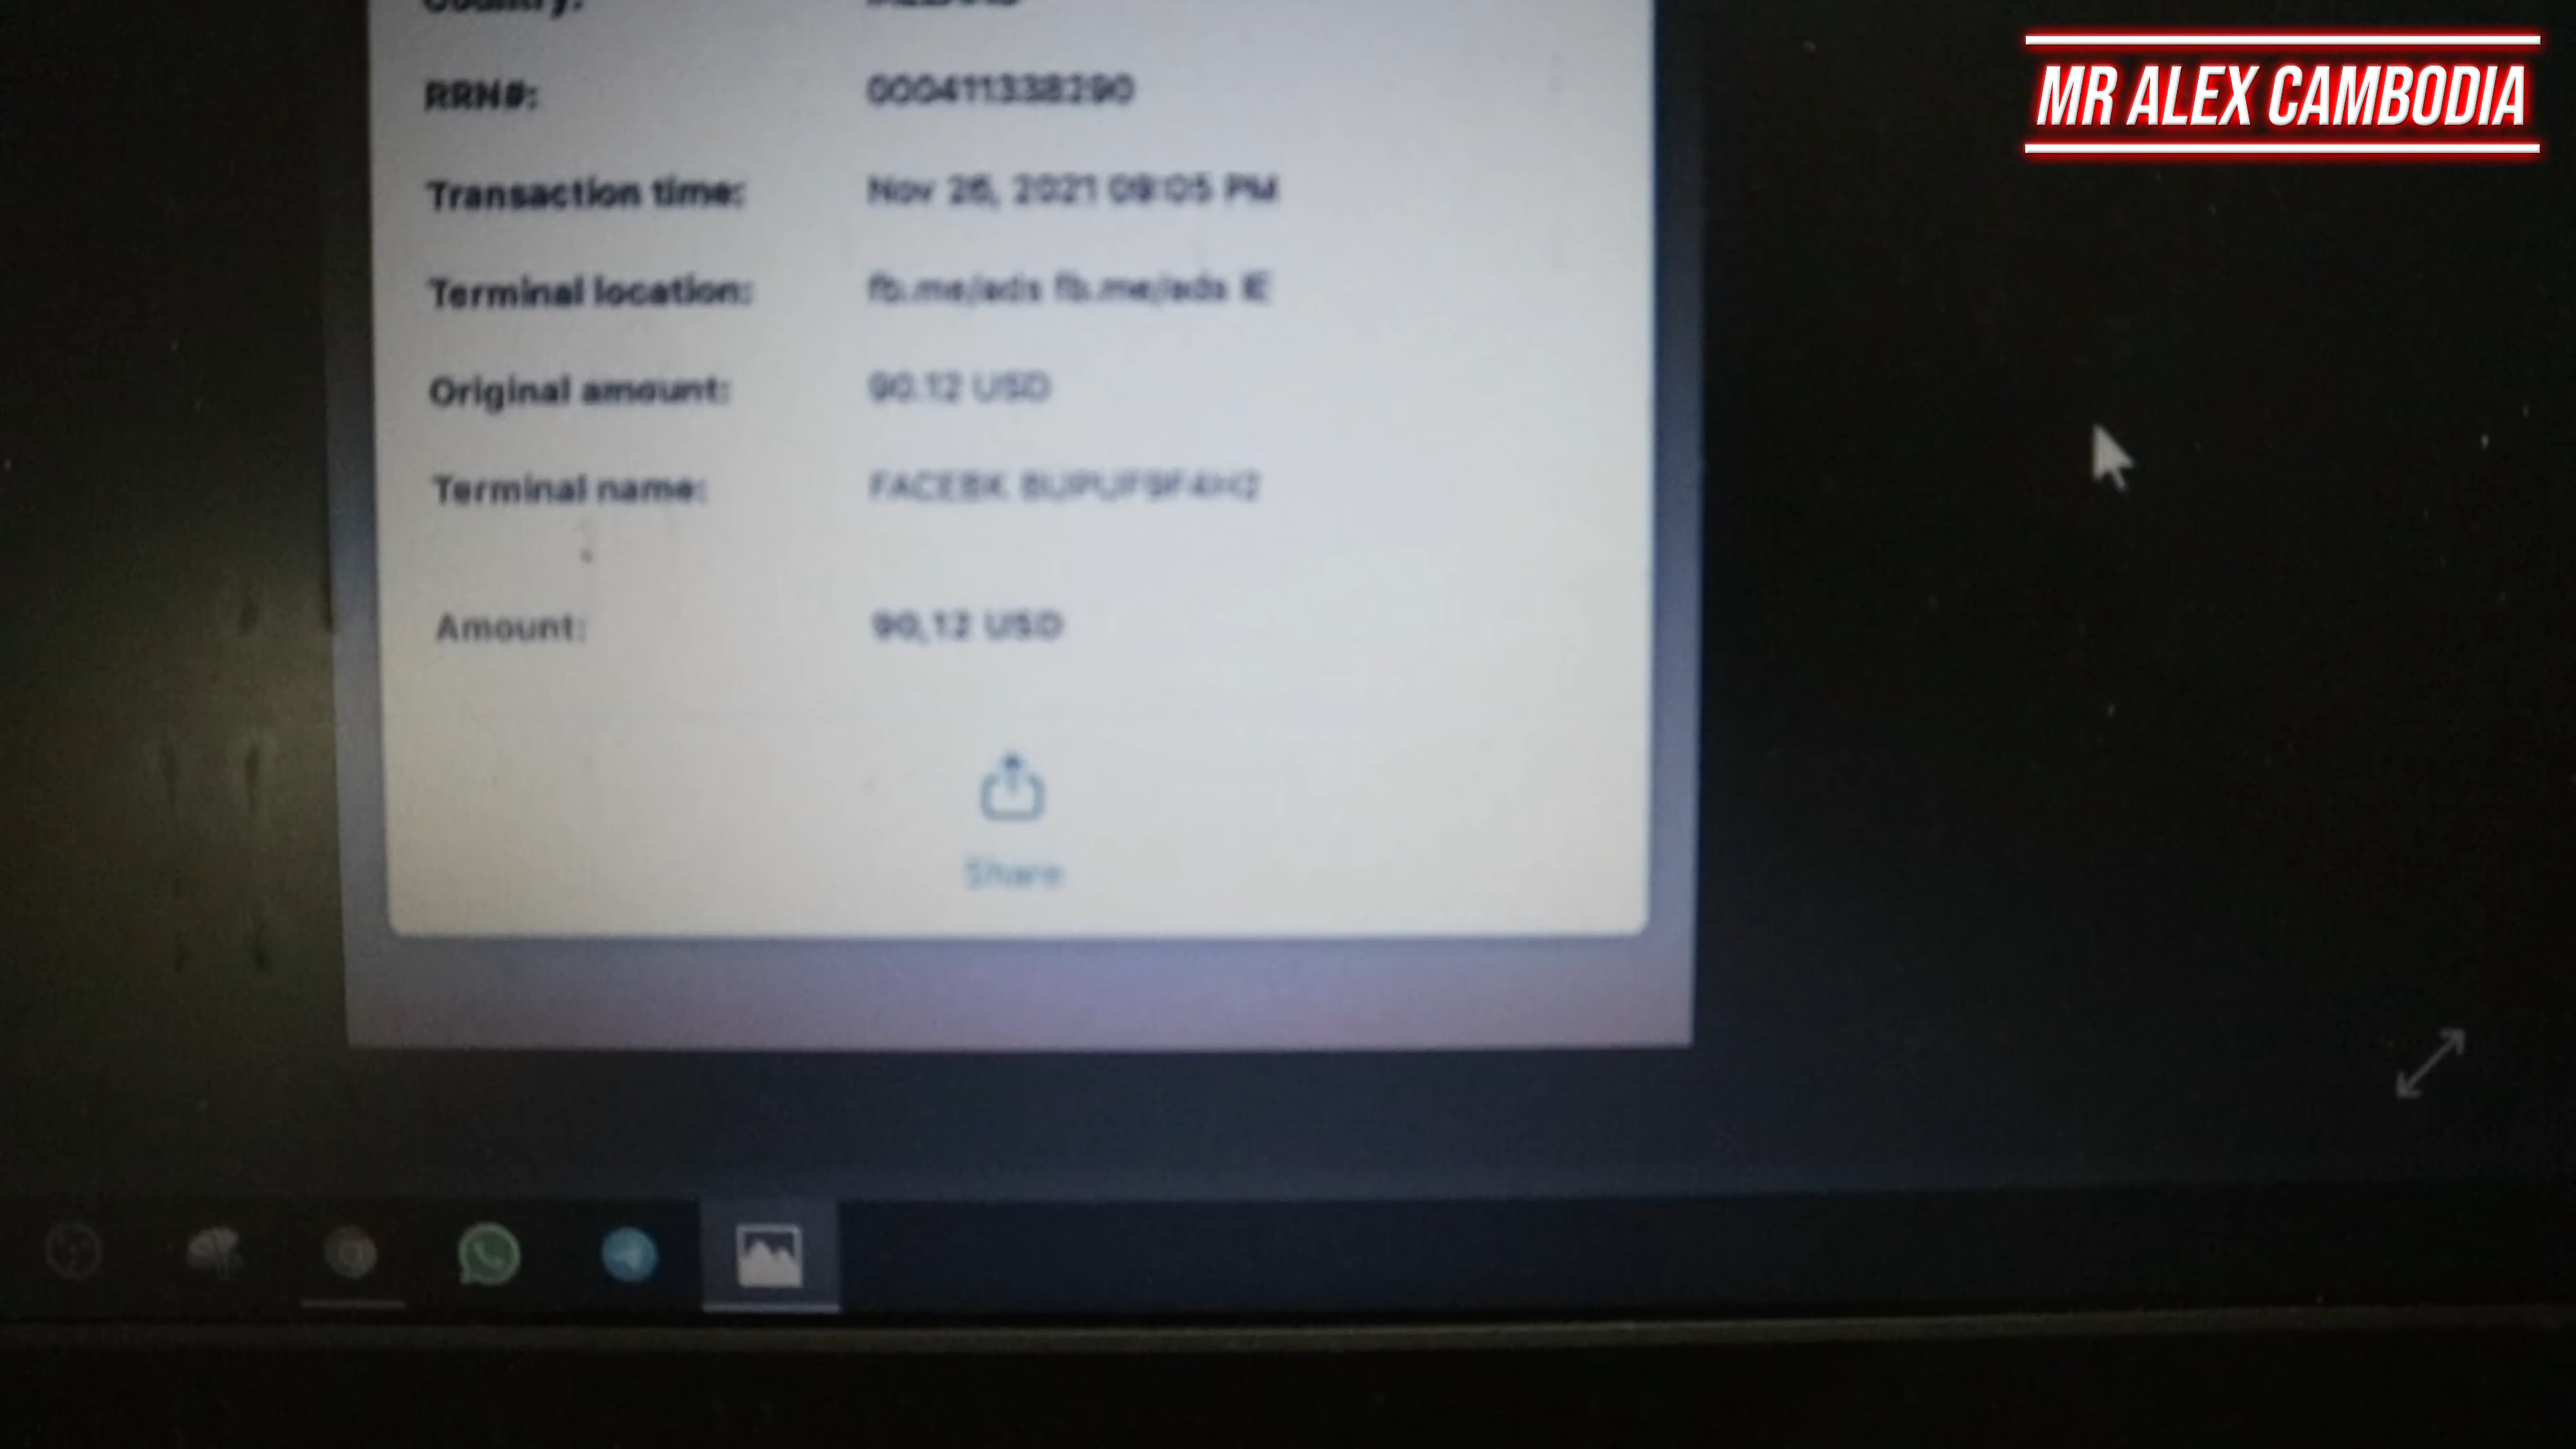 MR ALEX CAMBODIA
Country:
RRN#: 000411338290
Transaction time: Nov 26, 2021 09:05 PM
Terminal location: fb.me/ads fb.me/ads IE
Original amount: 90.12 USD
Terminal name: FACEBK
Amount: 90,12 USD
Share